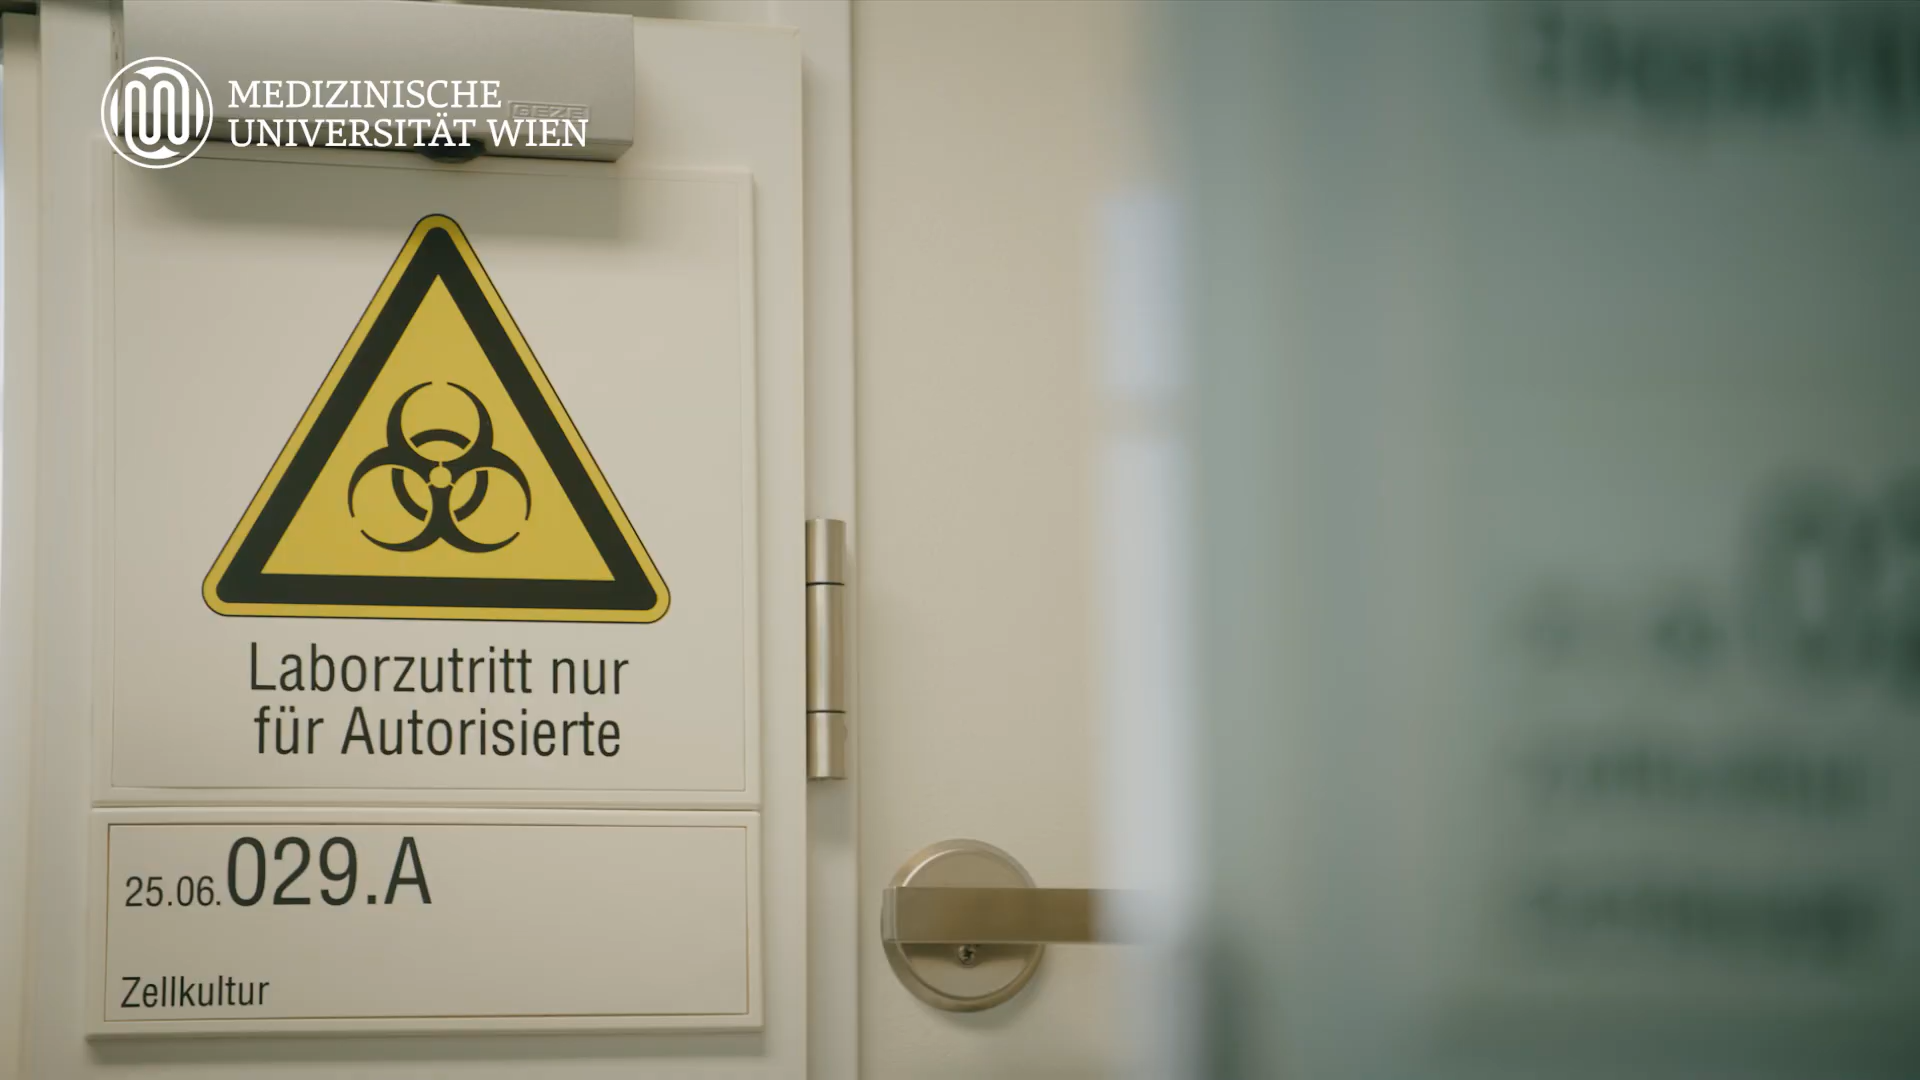 MEDIZINISCHE
UNIVERSITÄT WIEN
GEZE
Laborzutritt nur
für Autorisierte
25.06.029.A
Zellkultur